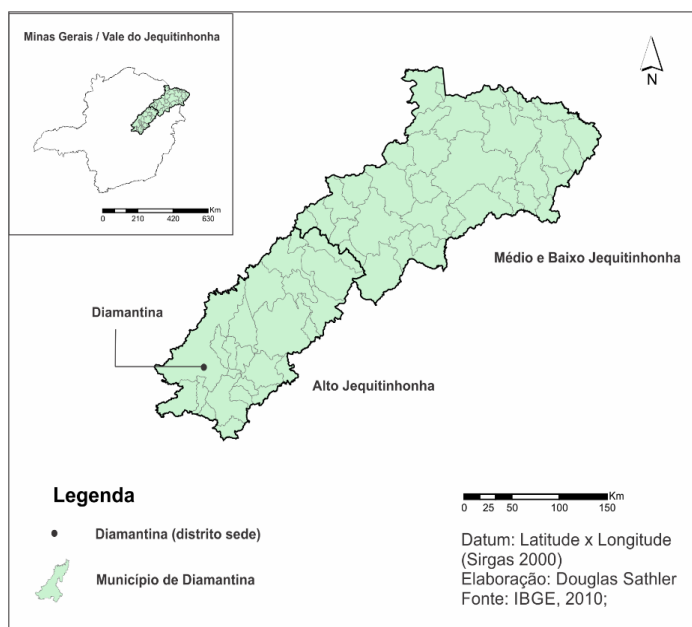 Minas Gerais / Vale do Jequitinhonha
Km
0 210 420 630
N
Médio e Baixo Jequitinhonha
Diamantina
Alto Jequitinhonha
Legenda
Diamantina (distrito sede)
Município de Diamantina
Km
0 25 50 100 150
Datum: Latitude x Longitude
(Sirgas 2000)
Elaboração: Douglas Sathler
Fonte: IBGE, 2010;